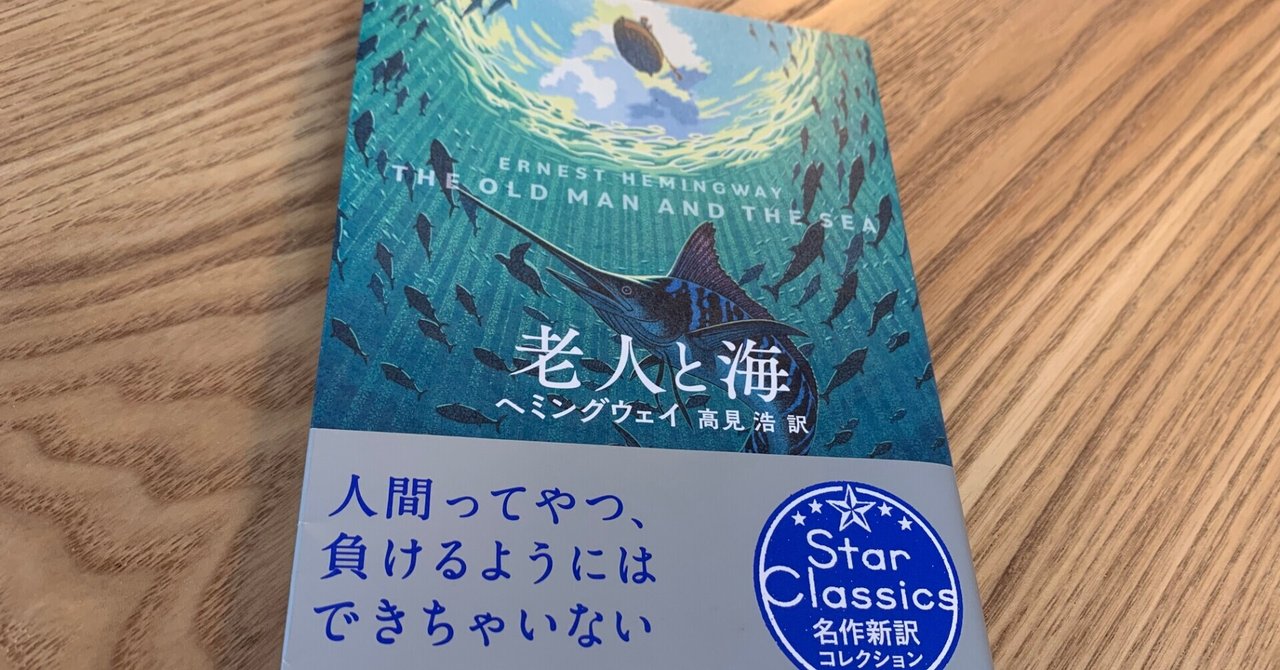 ERNEST HEMINGWAY
THE OLD MAN AND THE SEA
老人と海
ヘミングウェイ 高見 浩 訳
人間ってやつ、
負けるようには
できちゃいない
Star
Classics
名作新訳
コレクション